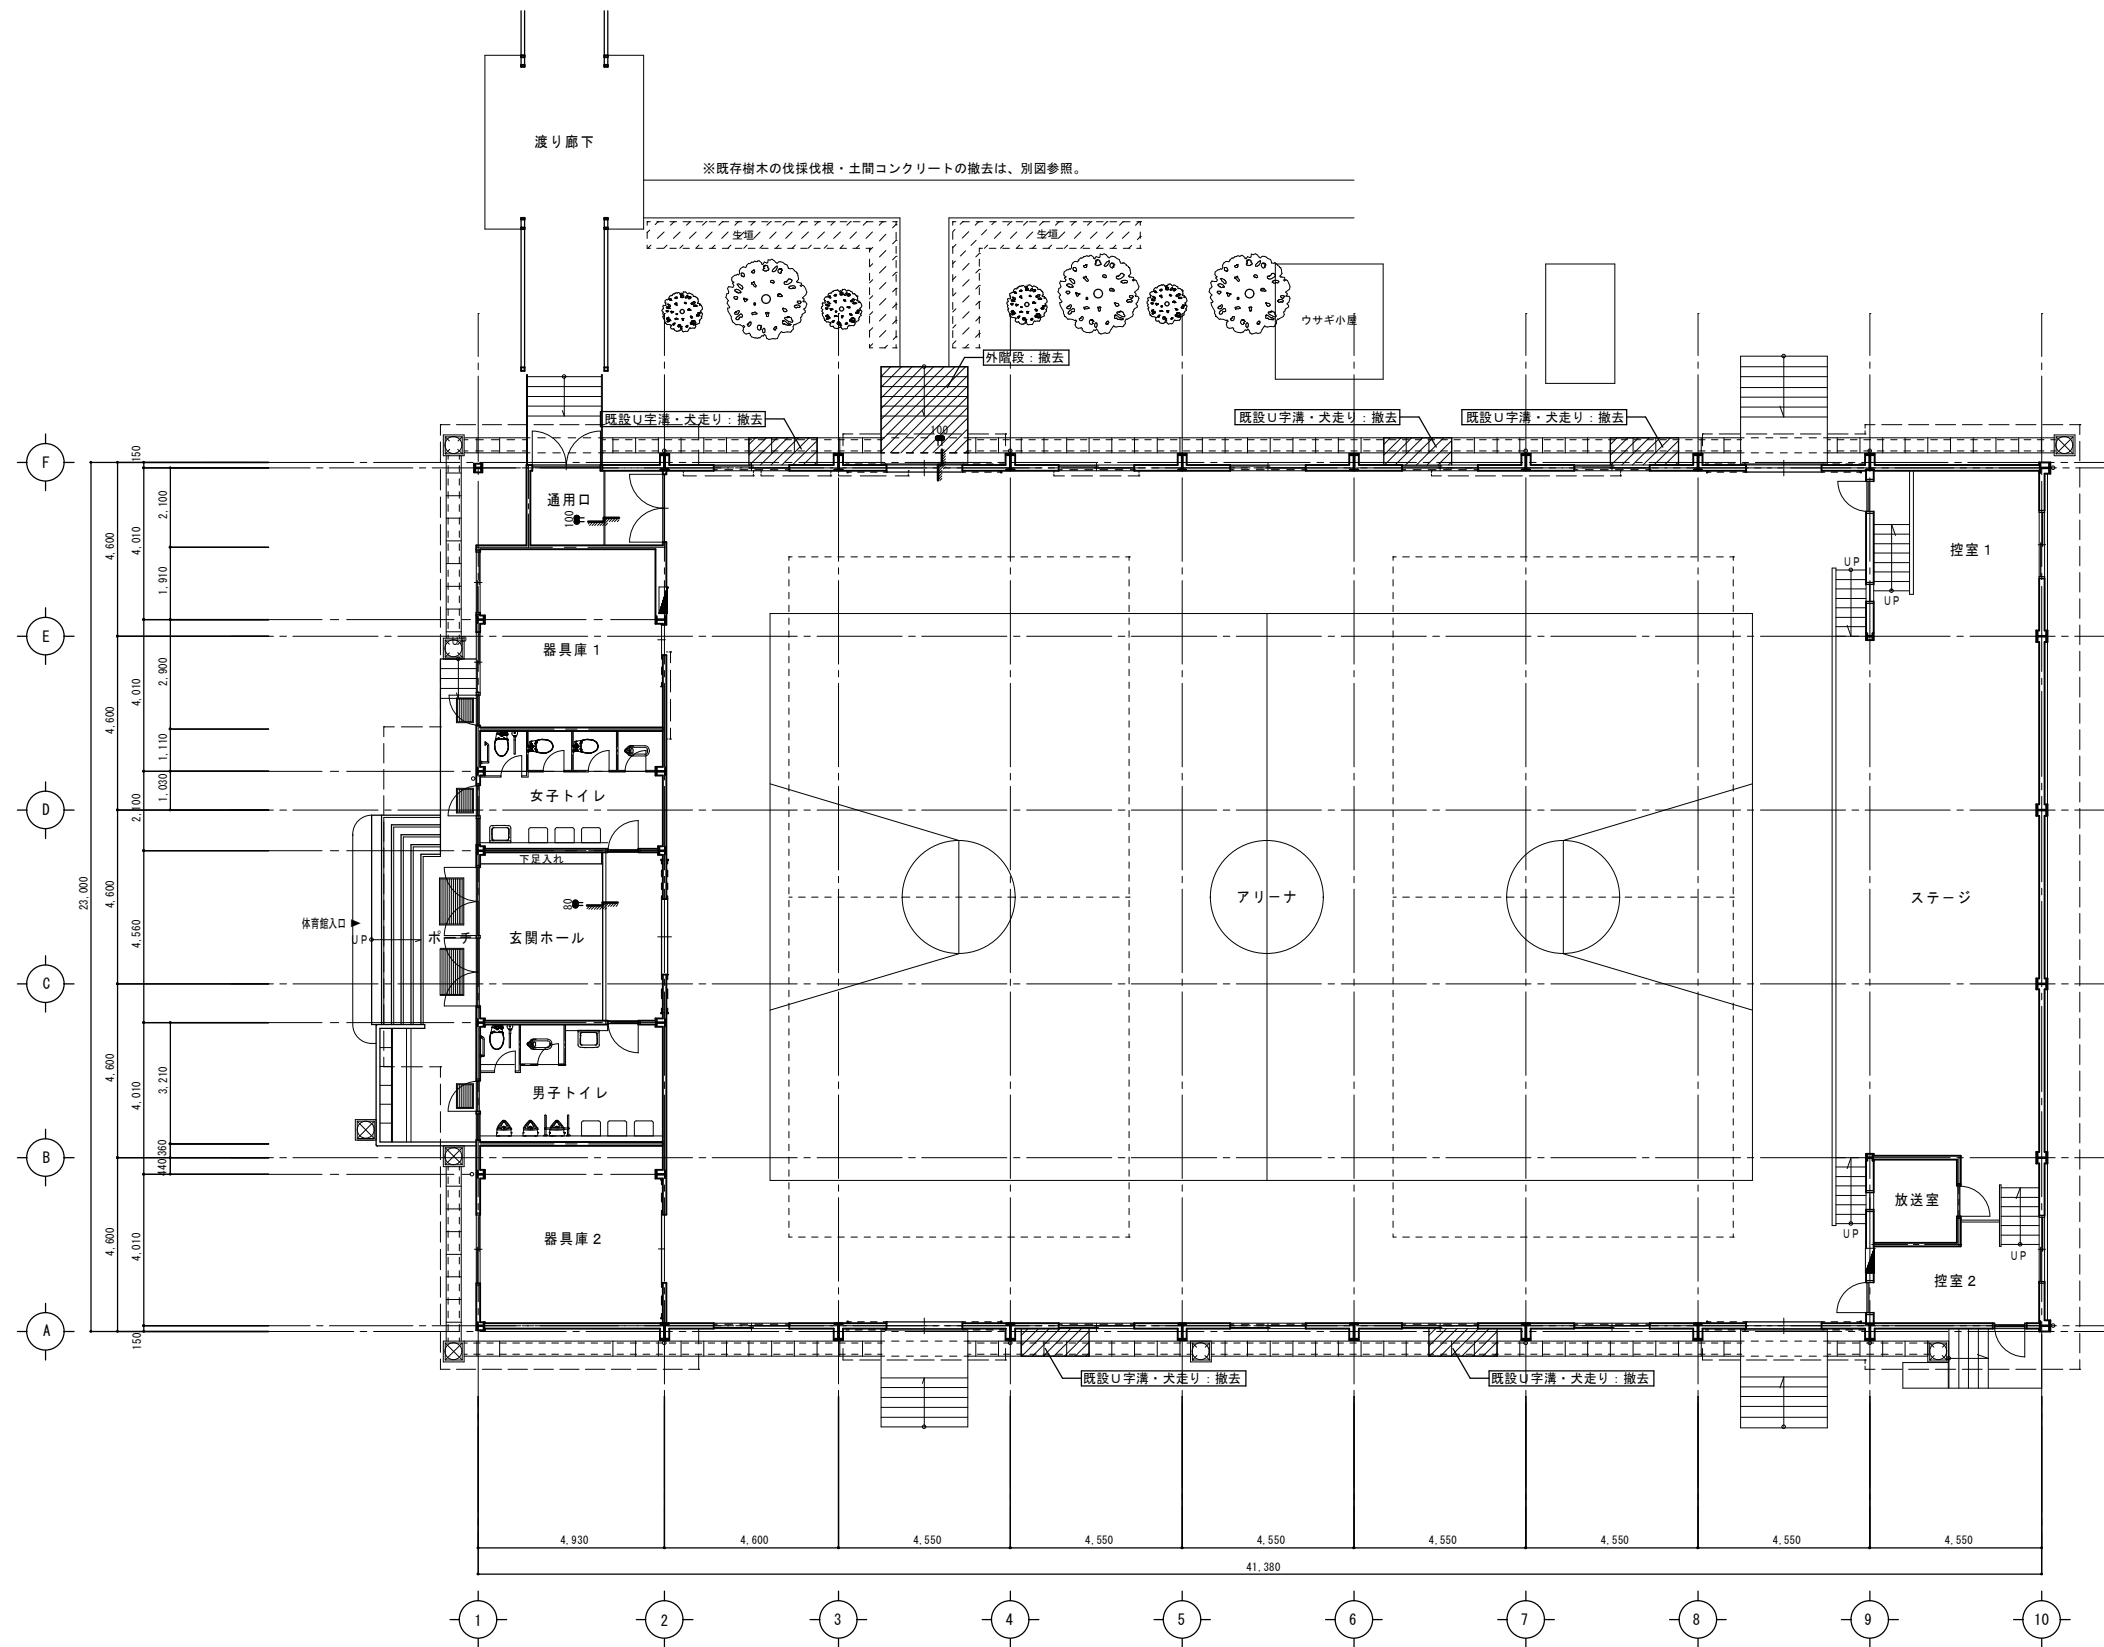 渡り廊下
※既存樹木の伐採伐根・土間コンクリートの撤去は、別図参照。
生垣
生垣
ウサギ小屋
外階段：撤去
既設U字溝・犬走り：撤去
既設U字溝・犬走り：撤去
既設U字溝・犬走り：撤去
100
F
150
通用口
100
2,100
4,010
4,600
控室1
UP
UP
1,910
E
器具庫1
2,900
4,010
4,600
1,110
1,030
2,100
D
女子トイレ
下足入れ
23,000
4,600
4,560
80
体育館入口
UP
ポーチ
玄関ホール
アリーナ
ステージ
C
4,600
4,010
3,210
男子トイレ
B
440
360
放送室
UP
UP
4,600
4,010
器具庫2
控室2
A
150
既設U字溝・犬走り：撤去
既設U字溝・犬走り：撤去
4,930
4,600
4,550
4,550
4,550
4,550
4,550
4,550
4,550
41,380
1
2
3
4
5
6
7
8
9
10